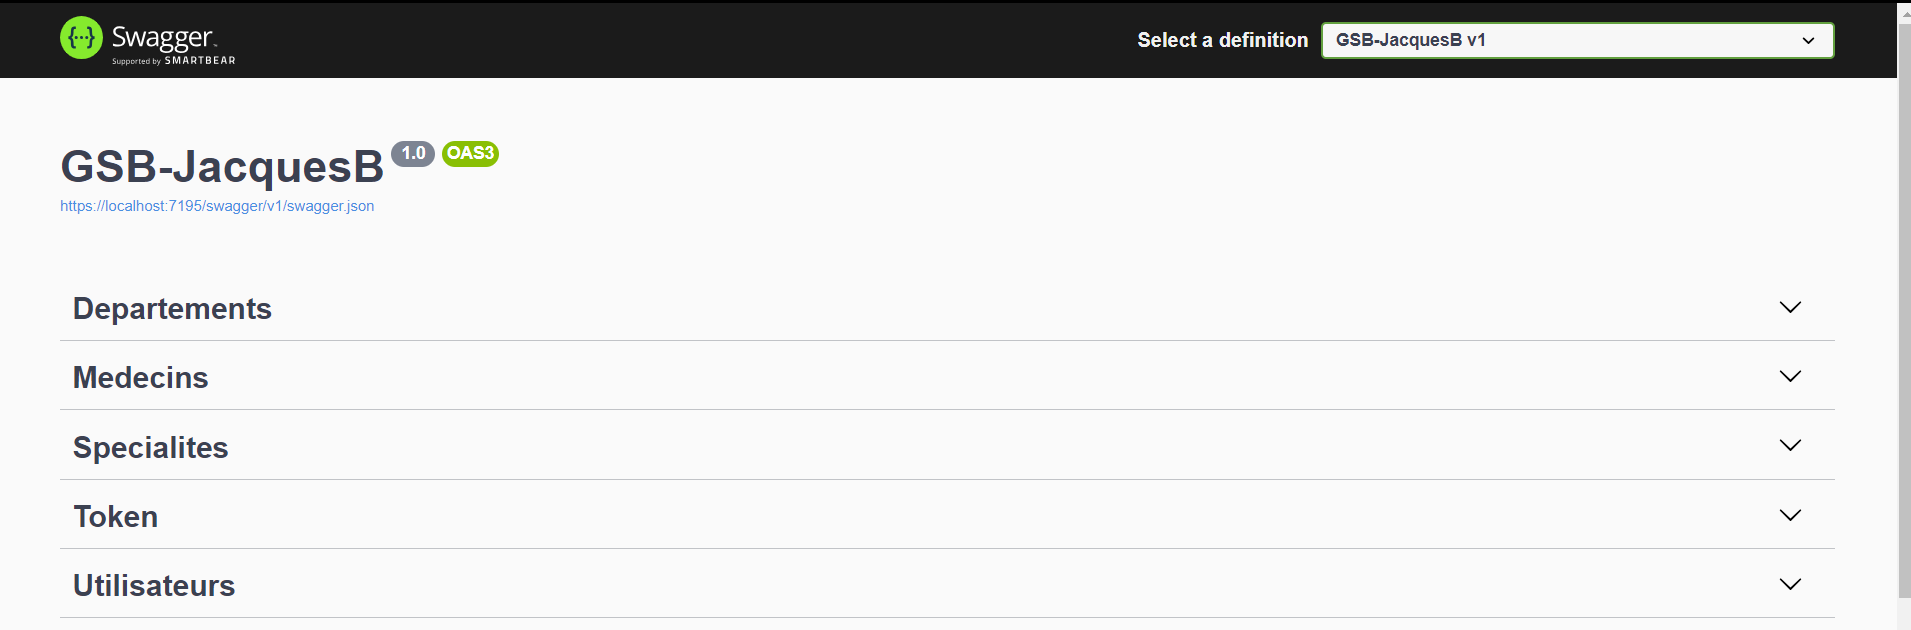 {···} Swagger™
Supported by SMARTBEAR
Select a definition GSB-JacquesB v1
GSB-JacquesB 1.0 OAS3
https://localhost:7195/swagger/v1/swagger.json
Departements
Medecins
Specialites
Token
Utilisateurs